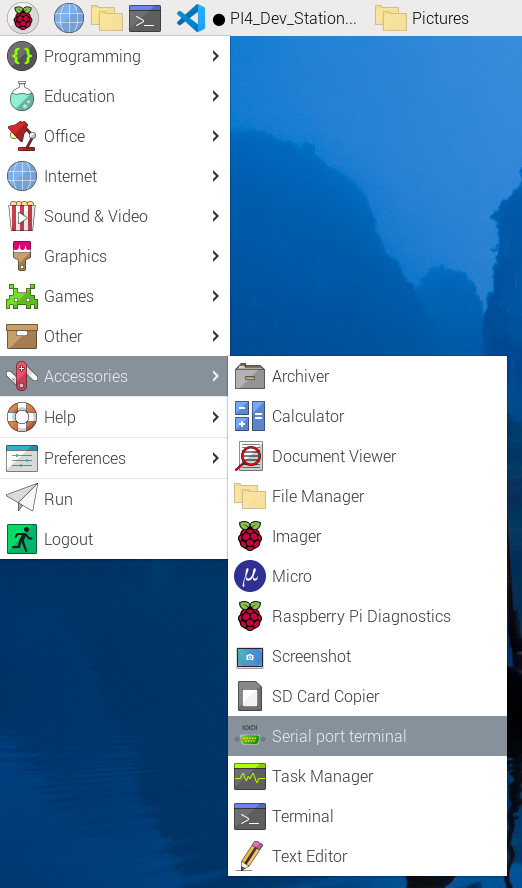 ● PI4_Dev_Station... Pictures
Programming
Education
Office
Internet
Sound & Video
Graphics
Games
Other
Accessories
Help
Preferences
Run
Logout
Archiver
Calculator
Document Viewer
File Manager
Imager
Micro
Raspberry Pi Diagnostics
Screenshot
SD Card Copier
Serial port terminal
Task Manager
Terminal
Text Editor